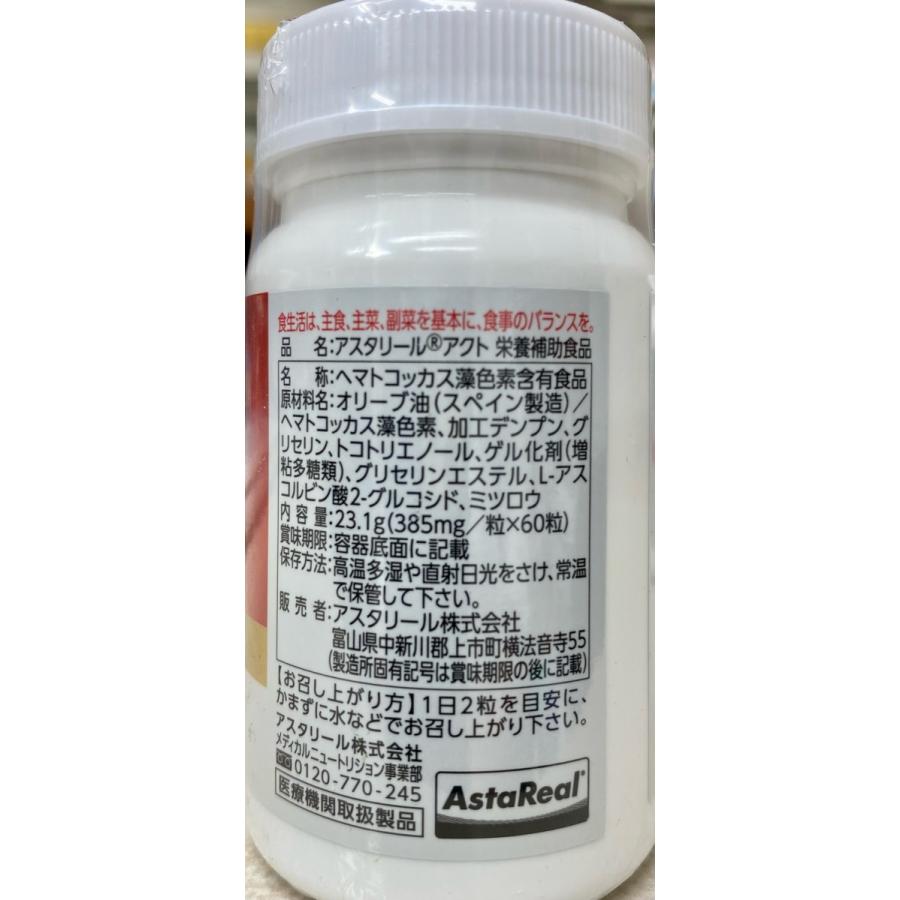 食生活は、主食、主菜、副菜を基本に、食事のバランスを。
品 名:アスタリール®アクト 栄養補助食品
名 称:ヘマトコッカス藻色素含有食品
原材料名:オリーブ油(スペイン製造)/
ヘマトコッカス藻色素、加工デンプン、グ
リセリン、トコトリエノール、ゲル化剤(増
粘多糖類)、グリセリンエステル、L-アス
コルビン酸2-グルコシド、ミツロウ
内 容 量:23.1g(385mg/粒×60粒)
賞味期限:容器底面に記載
保存方法:高温多湿や直射日光をさけ、常温
で保管して下さい。
販 売 者:アスタリール株式会社
富山県中新川郡上市町横法音寺55
(製造所固有記号は賞味期限の後に記載)
【お召し上がり方】1日2粒を目安に、
かまずに水などでお召し上がり下さい。
アスタリール株式会社
メディカルニュートリション事業部
0120-770-245
医療機関取扱製品
AstaReal®